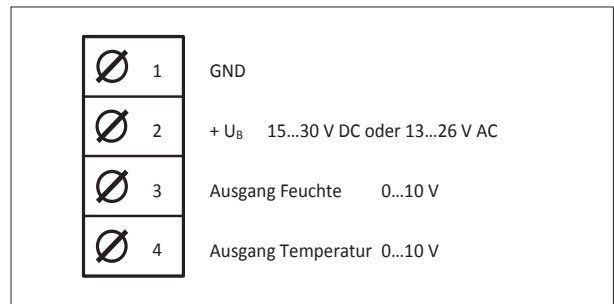 1 GND
2 + U_B 15...30 V DC oder 13...26 V AC
3 Ausgang Feuchte 0...10 V
4 Ausgang Temperatur 0...10 V